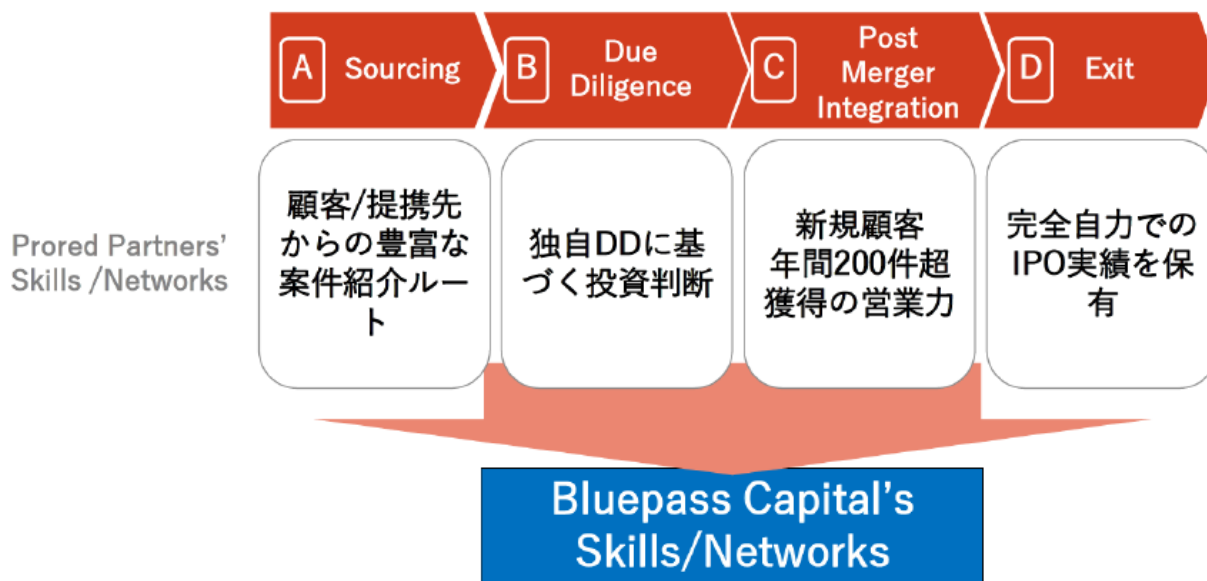 A
Sourcing
B
Due
Diligence
C
Post
Merger
Integration
D
Exit
Prored Partners’
Skills /Networks
顧客/提携先
からの豊富な
案件紹介ルー
ト
独自DDに基
づく投資判断
新規顧客
年間200件超
獲得の営業力
完全自力での
IPO実績を保
有
Bluepass Capital’s
Skills/Networks